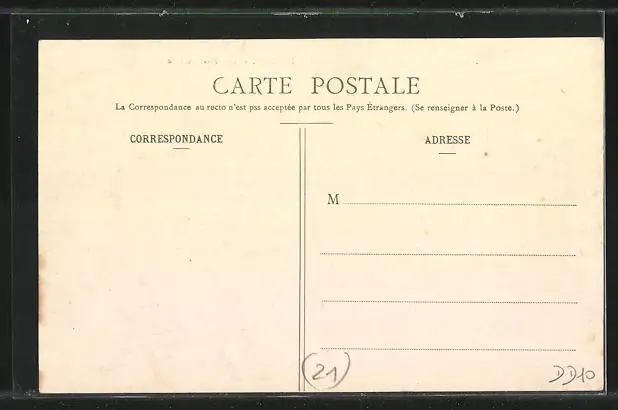 CARTE POSTALE
La Correspondance au recto n'est pss acceptée par tous les Pays Étrangers. (Se renseigner à la Poste.)
CORRESPONDANCE
ADRESSE
M
(21)
DD10